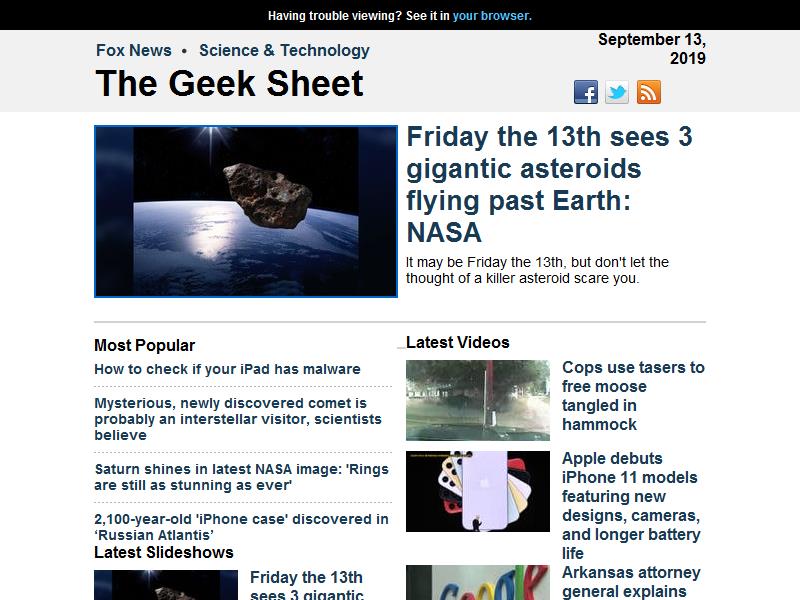 Having trouble viewing? See it in your browser.
Fox News • Science & Technology
The Geek Sheet
September 13,
2019
Friday the 13th sees 3
gigantic asteroids
flying past Earth:
NASA
It may be Friday the 13th, but don't let the
thought of a killer asteroid scare you.
Most Popular
How to check if your iPad has malware
Mysterious, newly discovered comet is
probably an interstellar visitor, scientists
believe
Saturn shines in latest NASA image: 'Rings
are still as stunning as ever'
2,100-year-old 'iPhone case' discovered in
‘Russian Atlantis’
Latest Slideshows
Friday the 13th
sees 3 gigantic
Latest Videos
Cops use tasers to
free moose
tangled in
hammock
Apple debuts
iPhone 11 models
featuring new
designs, cameras,
and longer battery
life
Arkansas attorney
general explains